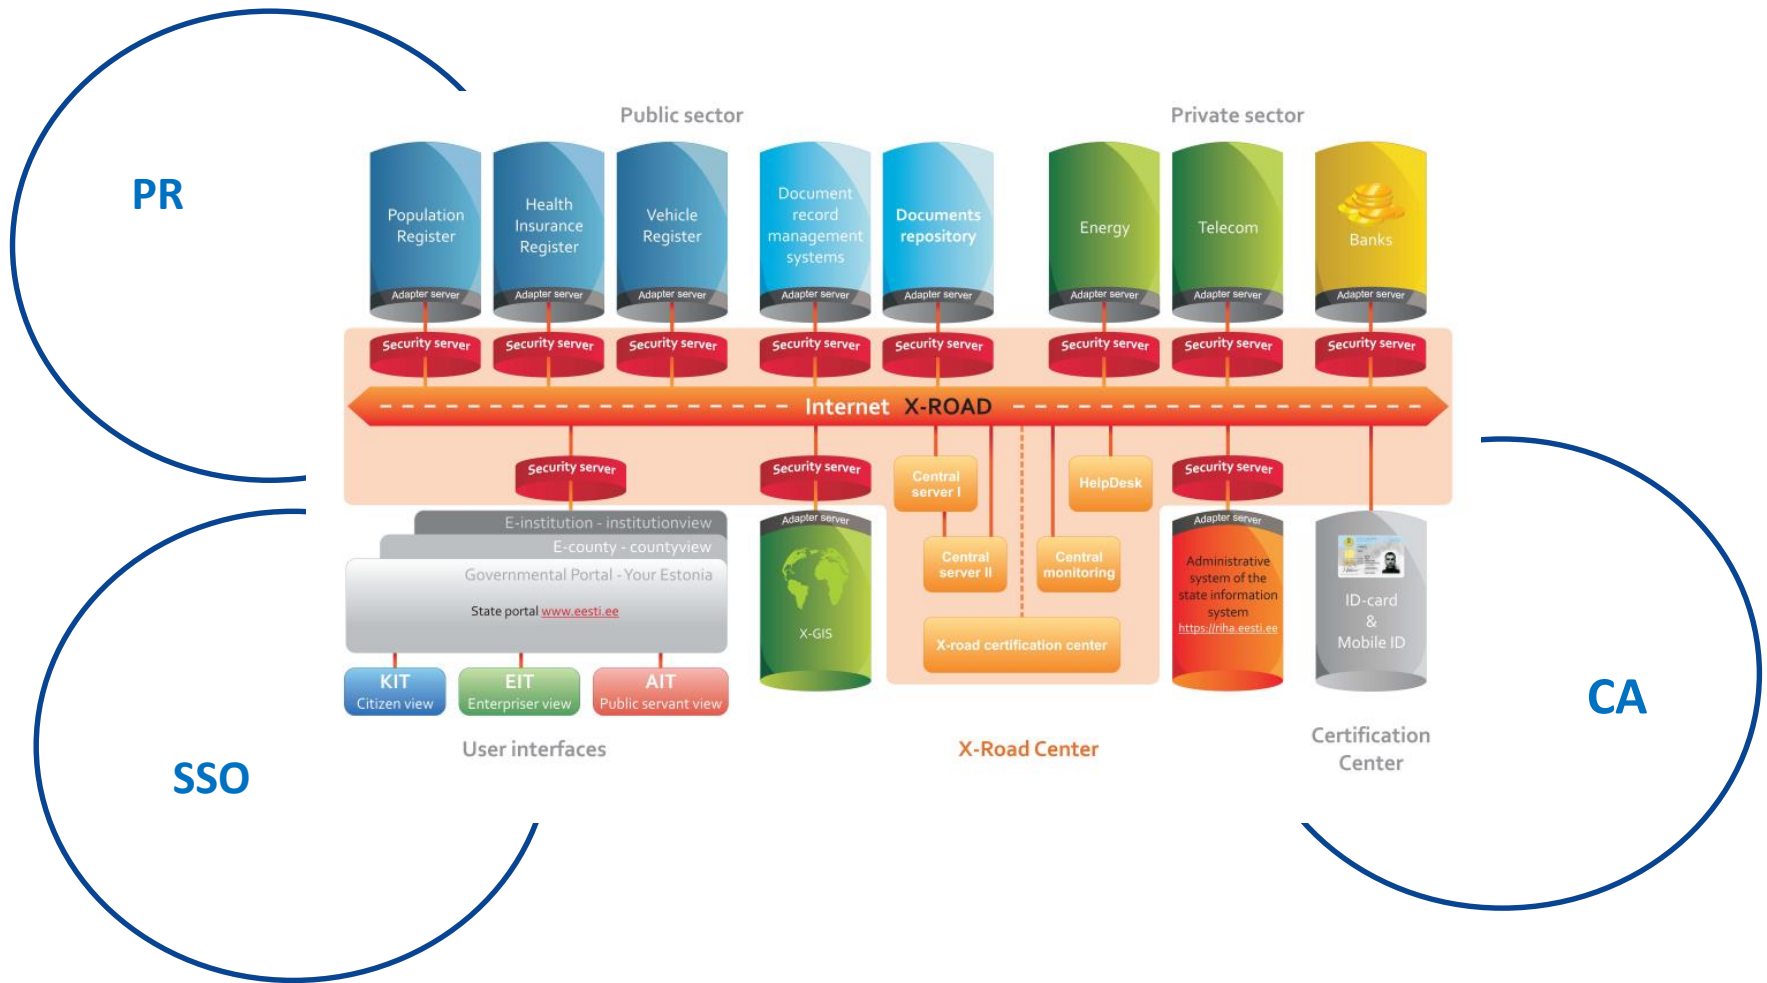 PR
Public sector
Private sector
Population
Register
Health
Insurance
Register
Vehicle
Register
Document
record
management
systems
Documents
repository
Energy
Telecom
Banks
Adapter server
Adapter server
Adapter server
Adapter server
Adapter server
Adapter server
Adapter server
Adapter server
Security server
Security server
Security server
Security server
Security server
Security server
Security server
Security server
Internet X-ROAD
Security server
Security server
Central
server I
HelpDesk
Security server
E-institution - institutionview
E-county - countyview
Governmental Portal - Your Estonia
State portal www.eesti.ee
KIT
Citizen view
EIT
Enterpriser view
AIT
Public servant view
User interfaces
Adapter server
X-GIS
Central
server II
Central
monitoring
X-road certification center
X-Road Center
Adapter server
Administrative
system of the
state information
system
https://riha.eesti.ee
ID-card
&
Mobile ID
Certification
Center
SSO
CA